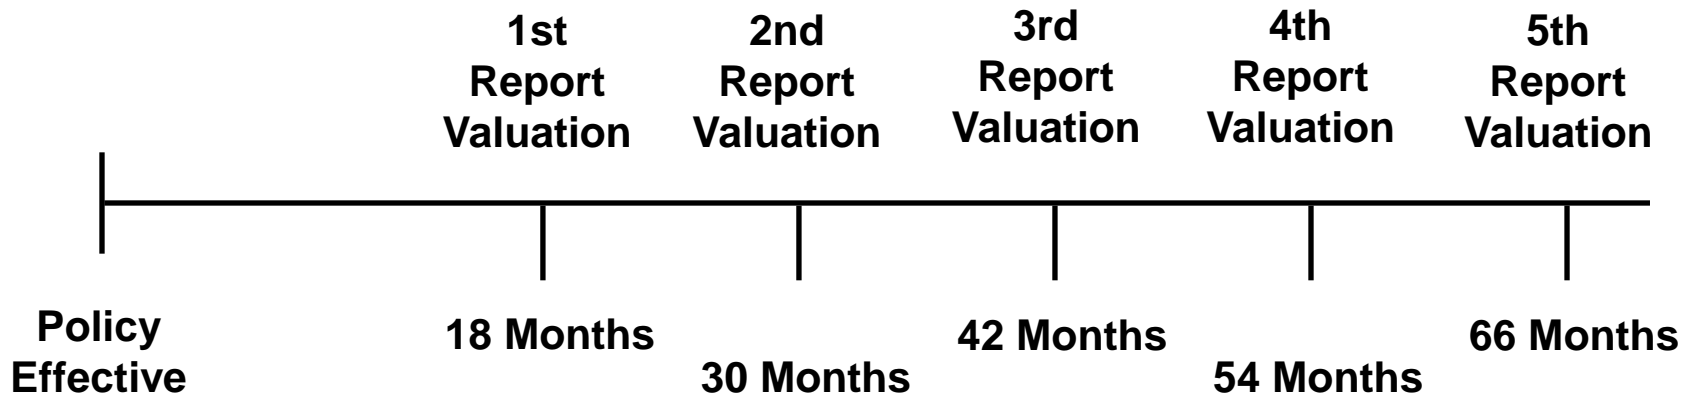 1st
Report
Valuation
2nd
Report
Valuation
3rd
Report
Valuation
4th
Report
Valuation
5th
Report
Valuation
Policy
Effective
18 Months
30 Months
42 Months
54 Months
66 Months